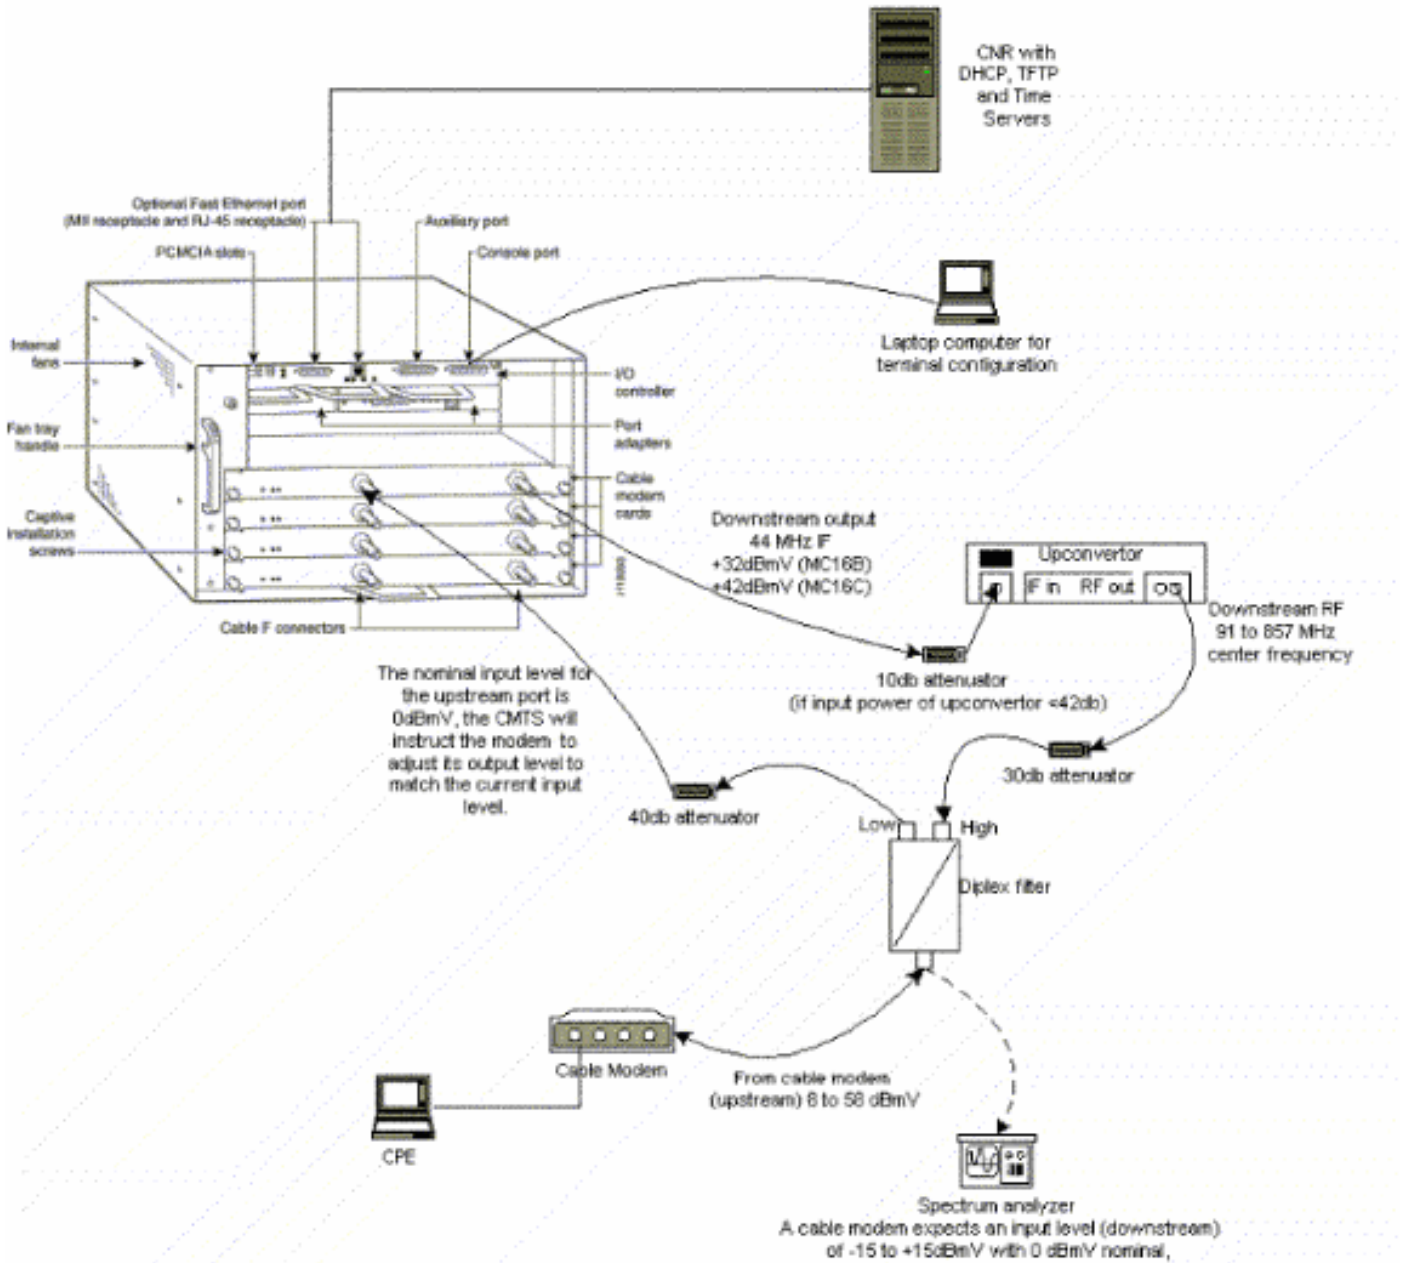 CNR with
DHCP, TFTP
and Time
Servers
Optional Fast Ethernet port
(MII receptacle and RJ-45 receptacle)
Auxiliary port
PCMCIA slots
Console port
Laptop computer for
terminal configuration
Internal
fans
I/O
controller
Fan tray
handle
Port
adapters
Cable
modem
cards
Captive
installation
screws
Downstream output
44 MHz IF
+32dBmV (MC16B)
+42dBmV (MC16C)
Upconvertor
IF in RF out
Cable F connectors
Downstream RF
91 to 857 MHz
center frequency
The nominal input level for
the upstream port is
0dBmV, the CMTS will
instruct the modem to
adjust its output level to
match the current input
level.
10db attenuator
(if input power of upconvertor <42db)
30db attenuator
40db attenuator
Low
High
Diplex filter
Cable Modem
From cable modem
(upstream) 8 to 58 dBmV
CPE
Spectrum analyzer
A cable modem expects an input level (downstream)
of -15 to +15dBmV with 0 dBmV nominal,